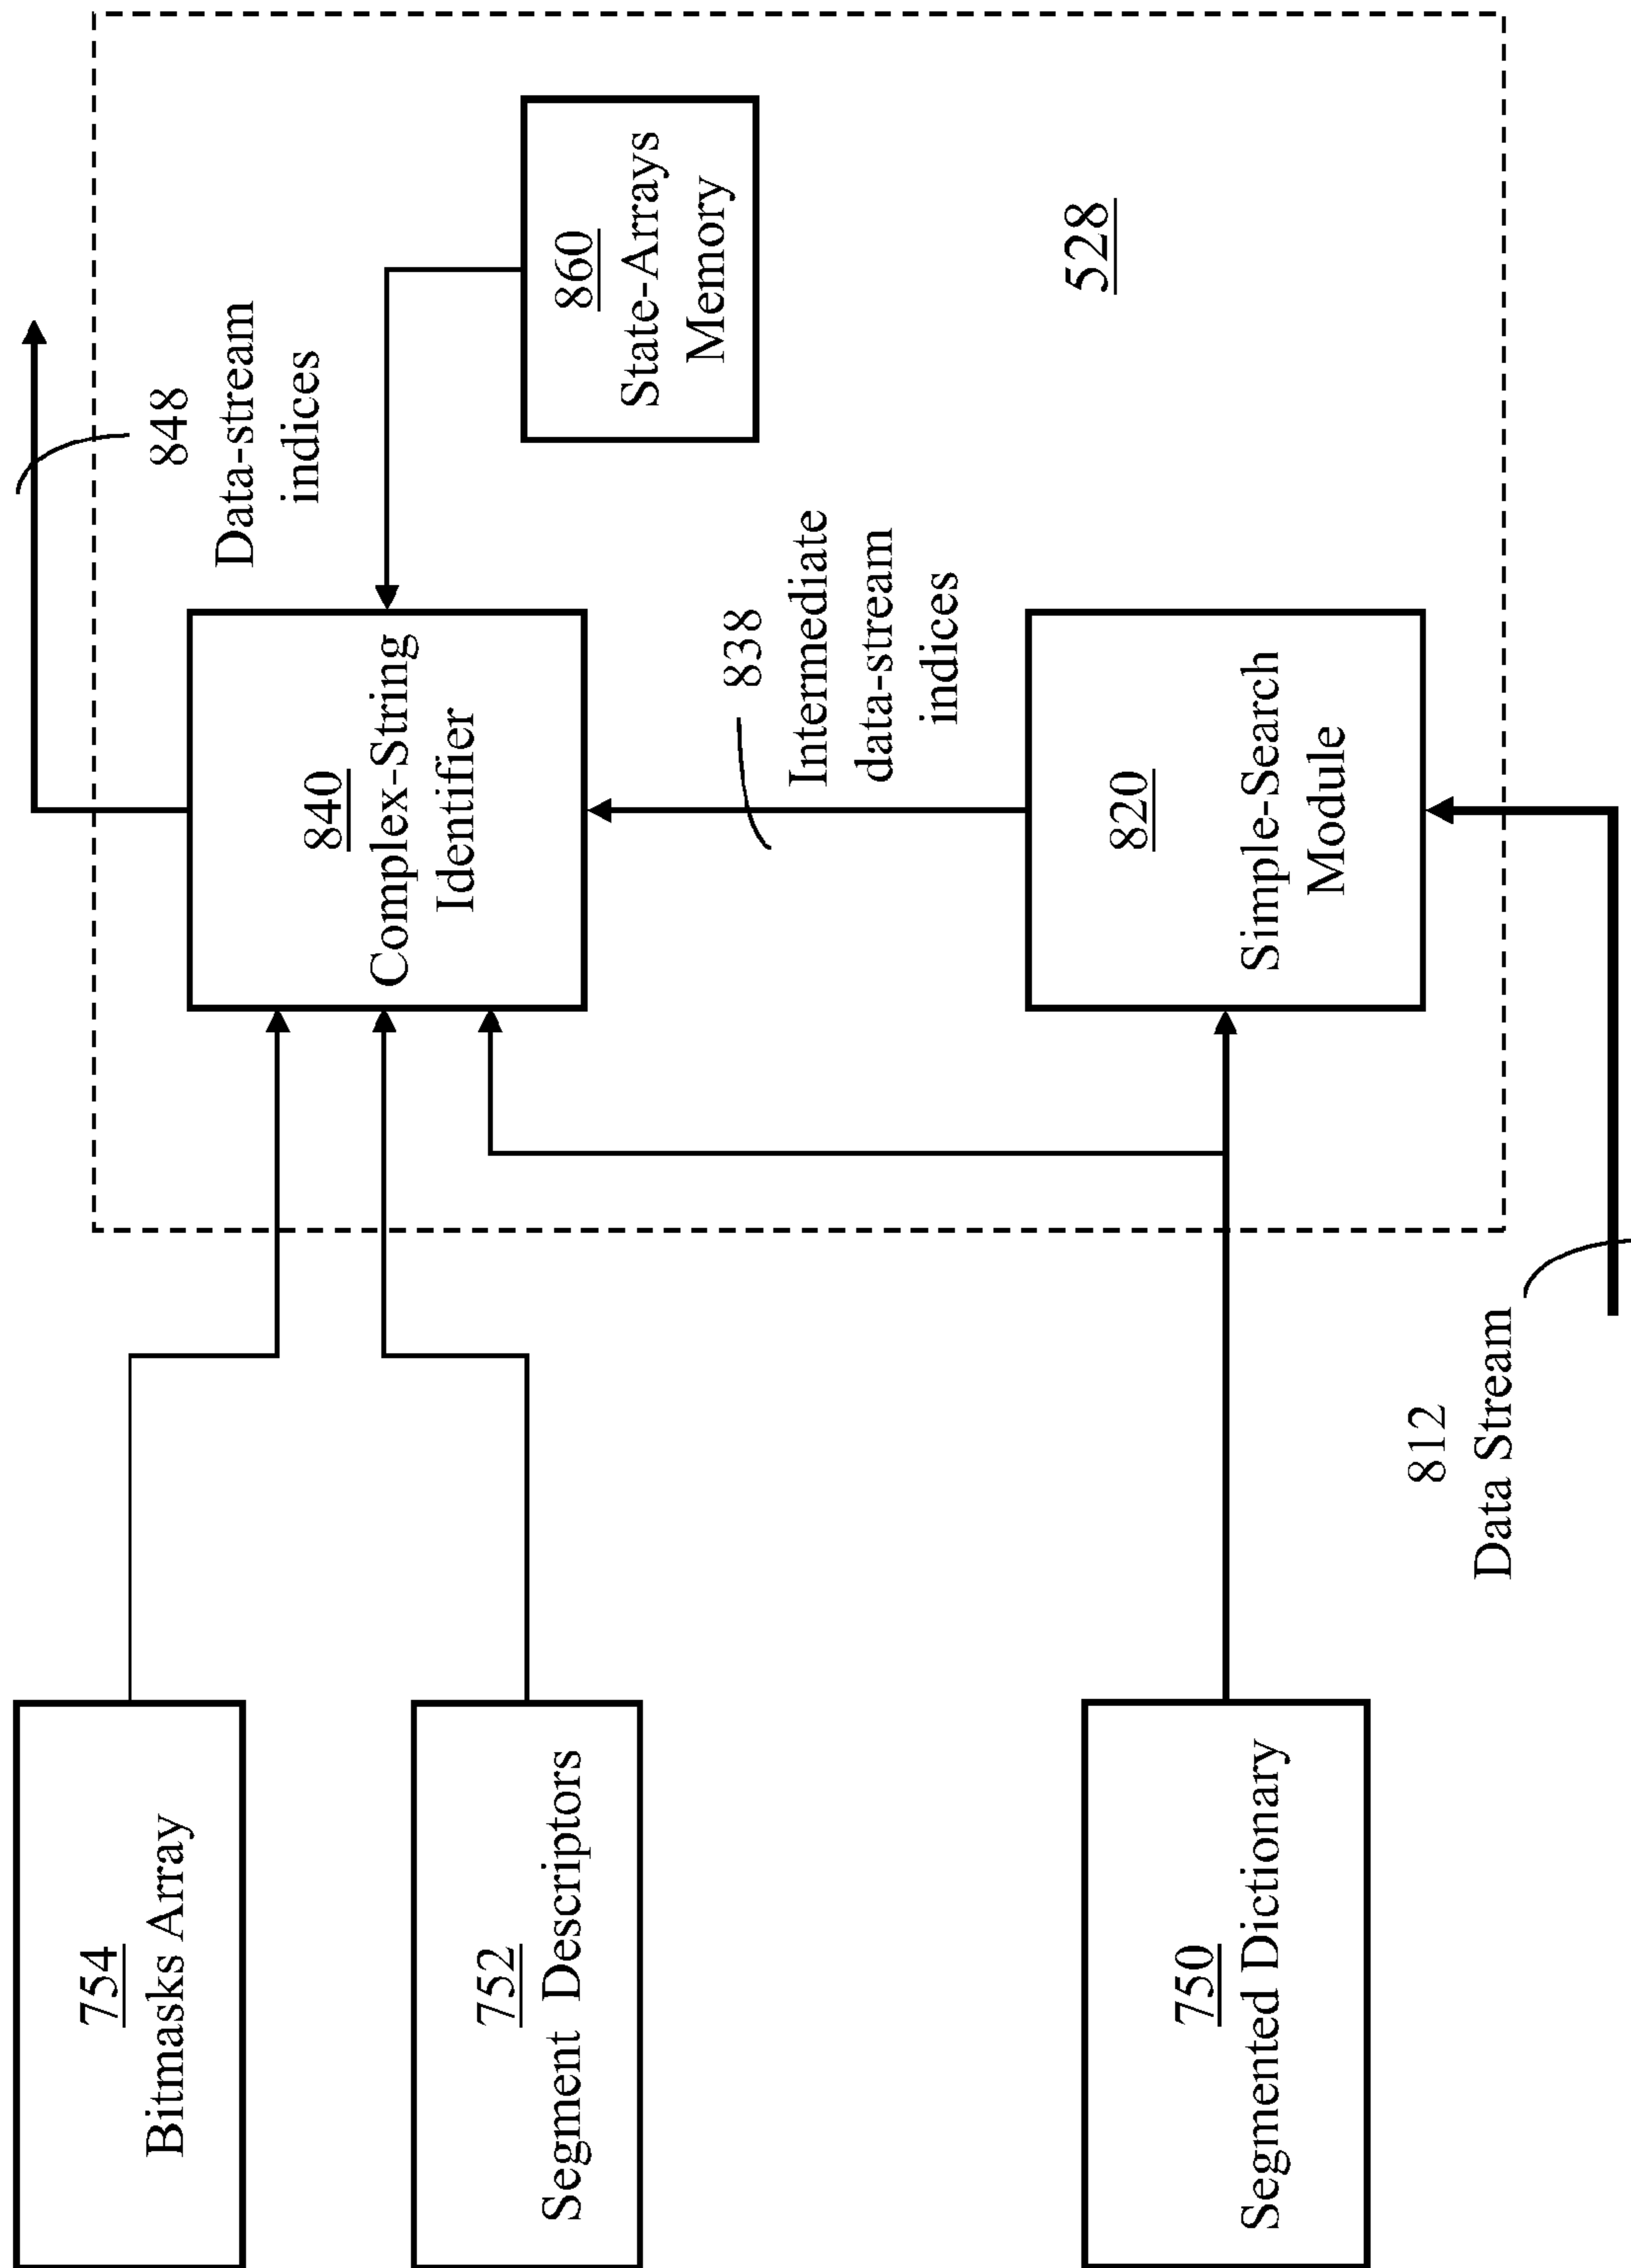 754
Bitmasks Array
752
Segment Descriptors
750
Segmented Dictionary
812
Data Stream
840
Complex-String
Identifier
838
Intermediate
data-stream
indices
820
Simple-Search
Module
848
Data-stream
indices
860
State-Arrays
Memory
528